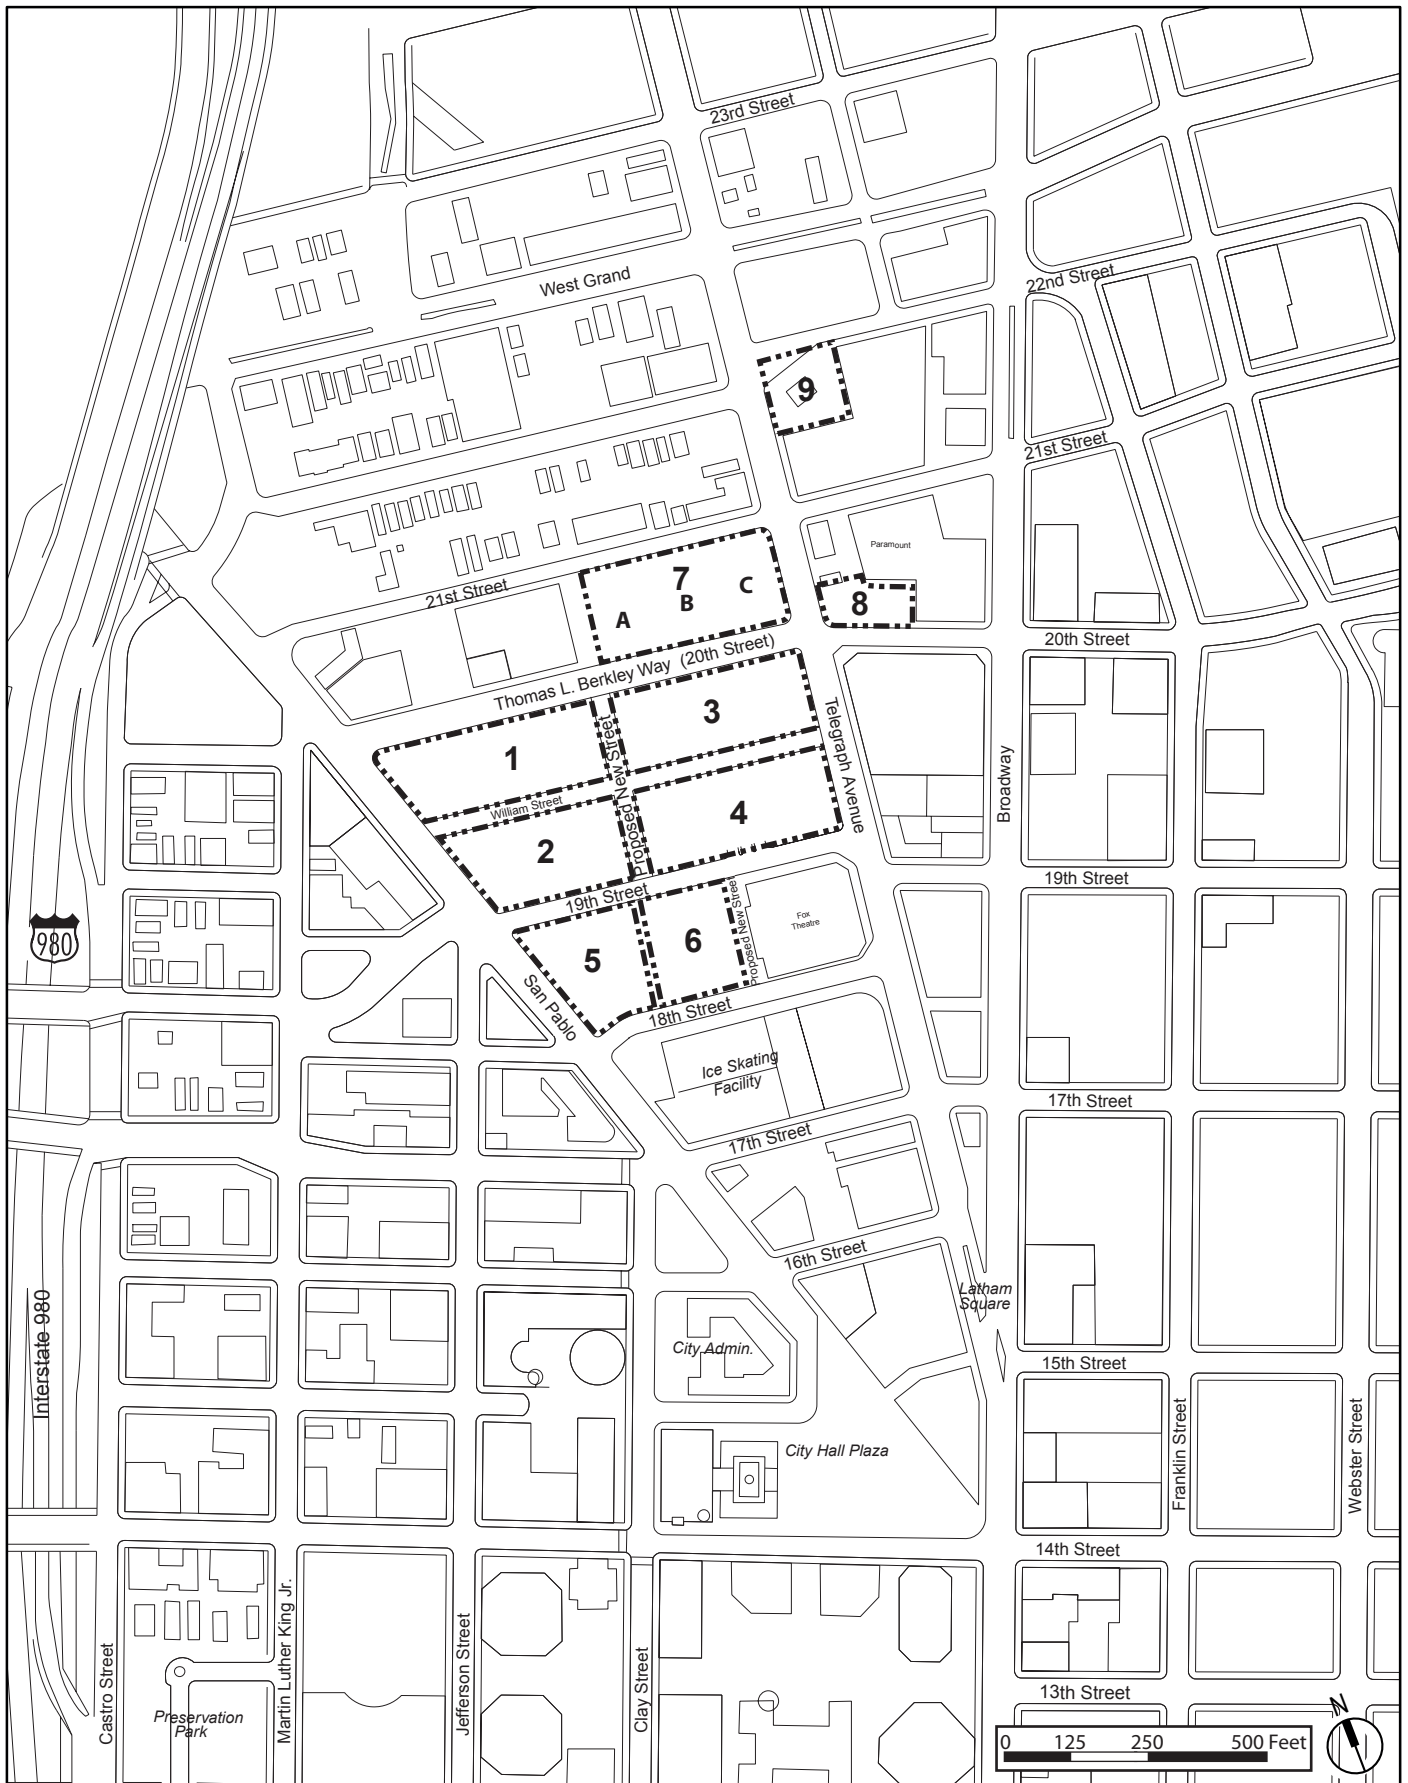 23rd Street
West Grand
22nd Street
9
21st Street
Paramount
7
C
B
A
8
21st Street
20th Street
Thomas L. Berkley Way (20th Street)
3
1
Proposed New Street
Telegraph Avenue
Broadway
William Street
4
2
Proposed New Street
19th Street
19th Street
Proposed New Street
Fox
Theatre
980
6
5
San Pablo
18th Street
Ice Skating
Facility
17th Street
17th Street
16th Street
Latham
Square
Interstate 980
City Admin.
15th Street
City Hall Plaza
Franklin Street
Webster Street
14th Street
Castro Street
Martin Luther King Jr.
Jefferson Street
Clay Street
13th Street
Preservation
Park
N
0 125 250 500 Feet